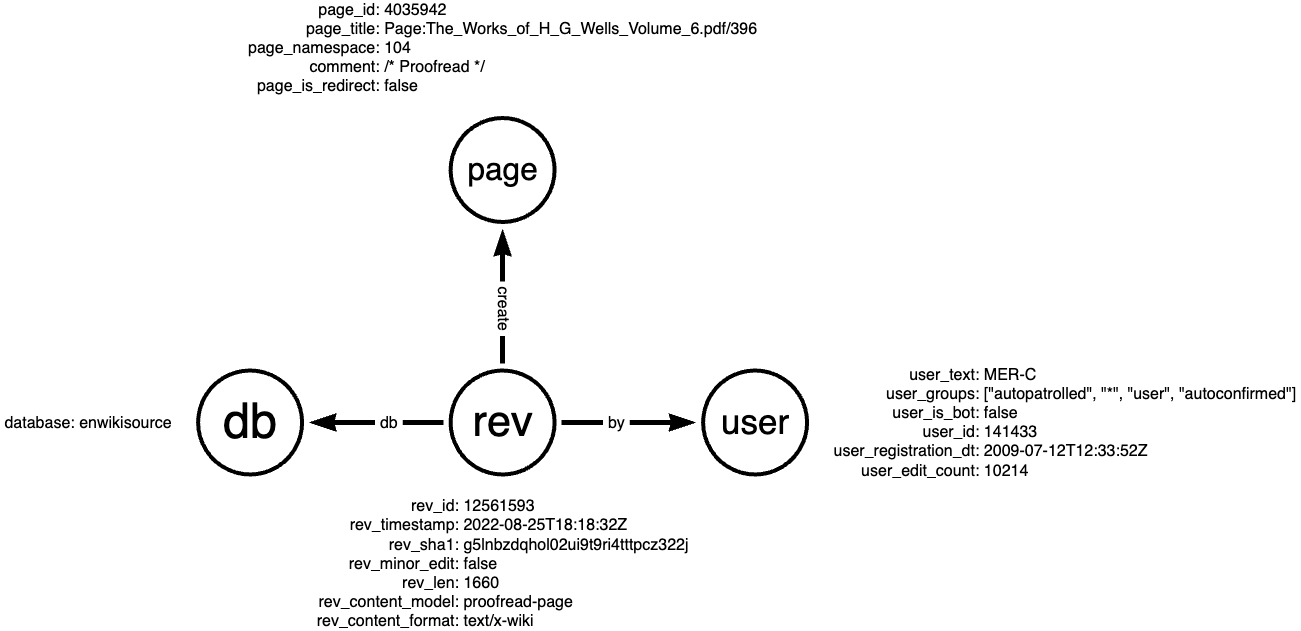 page_id: 4035942
page_title: Page:The_Works_of_H_G_Wells_Volume_6.pdf/396
page_namespace: 104
comment: /* Proofread */
page_is_redirect: false
page
create
database: enwikisource
db
db
rev
by
user
user_text: MER-C
user_groups: ["autopatrolled", "*", "user", "autoconfirmed"]
user_is_bot: false
user_id: 141433
user_registration_dt: 2009-07-12T12:33:52Z
user_edit_count: 10214
rev_id: 12561593
rev_timestamp: 2022-08-25T18:18:32Z
rev_sha1: g5lnbzdqhol02ui9t9ri4tttpcz322j
rev_minor_edit: false
rev_len: 1660
rev_content_model: proofread-page
rev_content_format: text/x-wiki